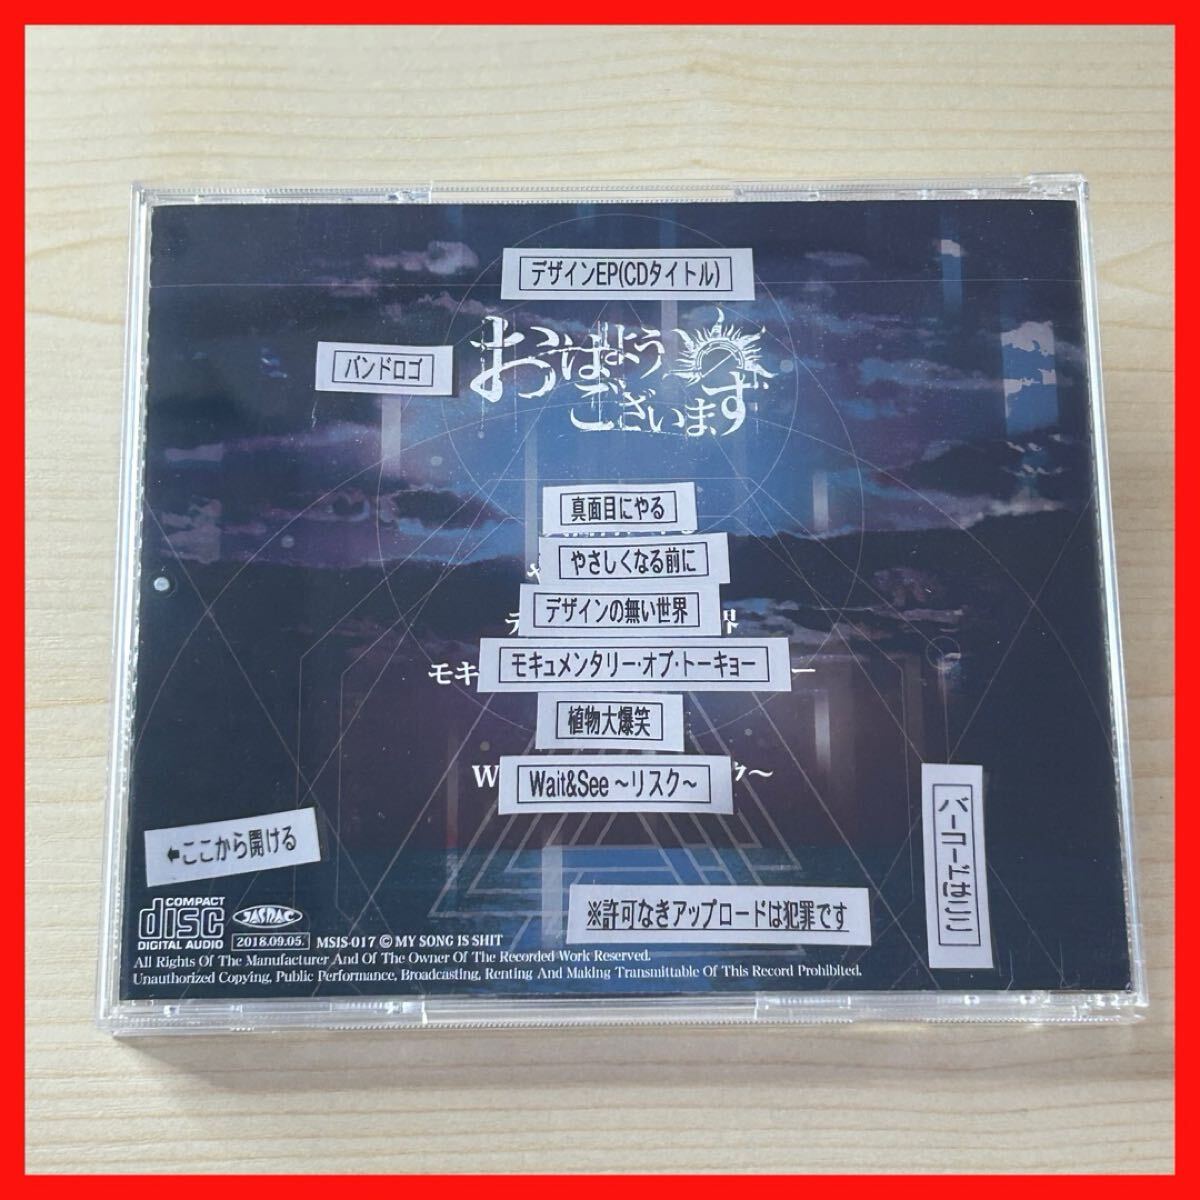 デザインEP(CDタイトル)
バンドロゴ
おはよう
ございます
真面目にやる
やさしくなる前に
デザインの無い世界
界
モキュメンタリー・オブ・トーキョー
モキ
ー
植物大爆笑
Wait&See ～リスク～
W
ク～
←ここから開ける
バーコードはここ
※許可なきアップロードは犯罪です
COMPACT
disc
DIGITAL AUDIO
JASRAC
2018.09.05.
MSIS-017 © MY SONG IS SHIT
All Rights Of The Manufacturer And Of The Owner Of The Recorded Work Reserved.
Unauthorized Copying, Public Performance, Broadcasting, Renting And Making Transmittable Of This Record Prohibited.